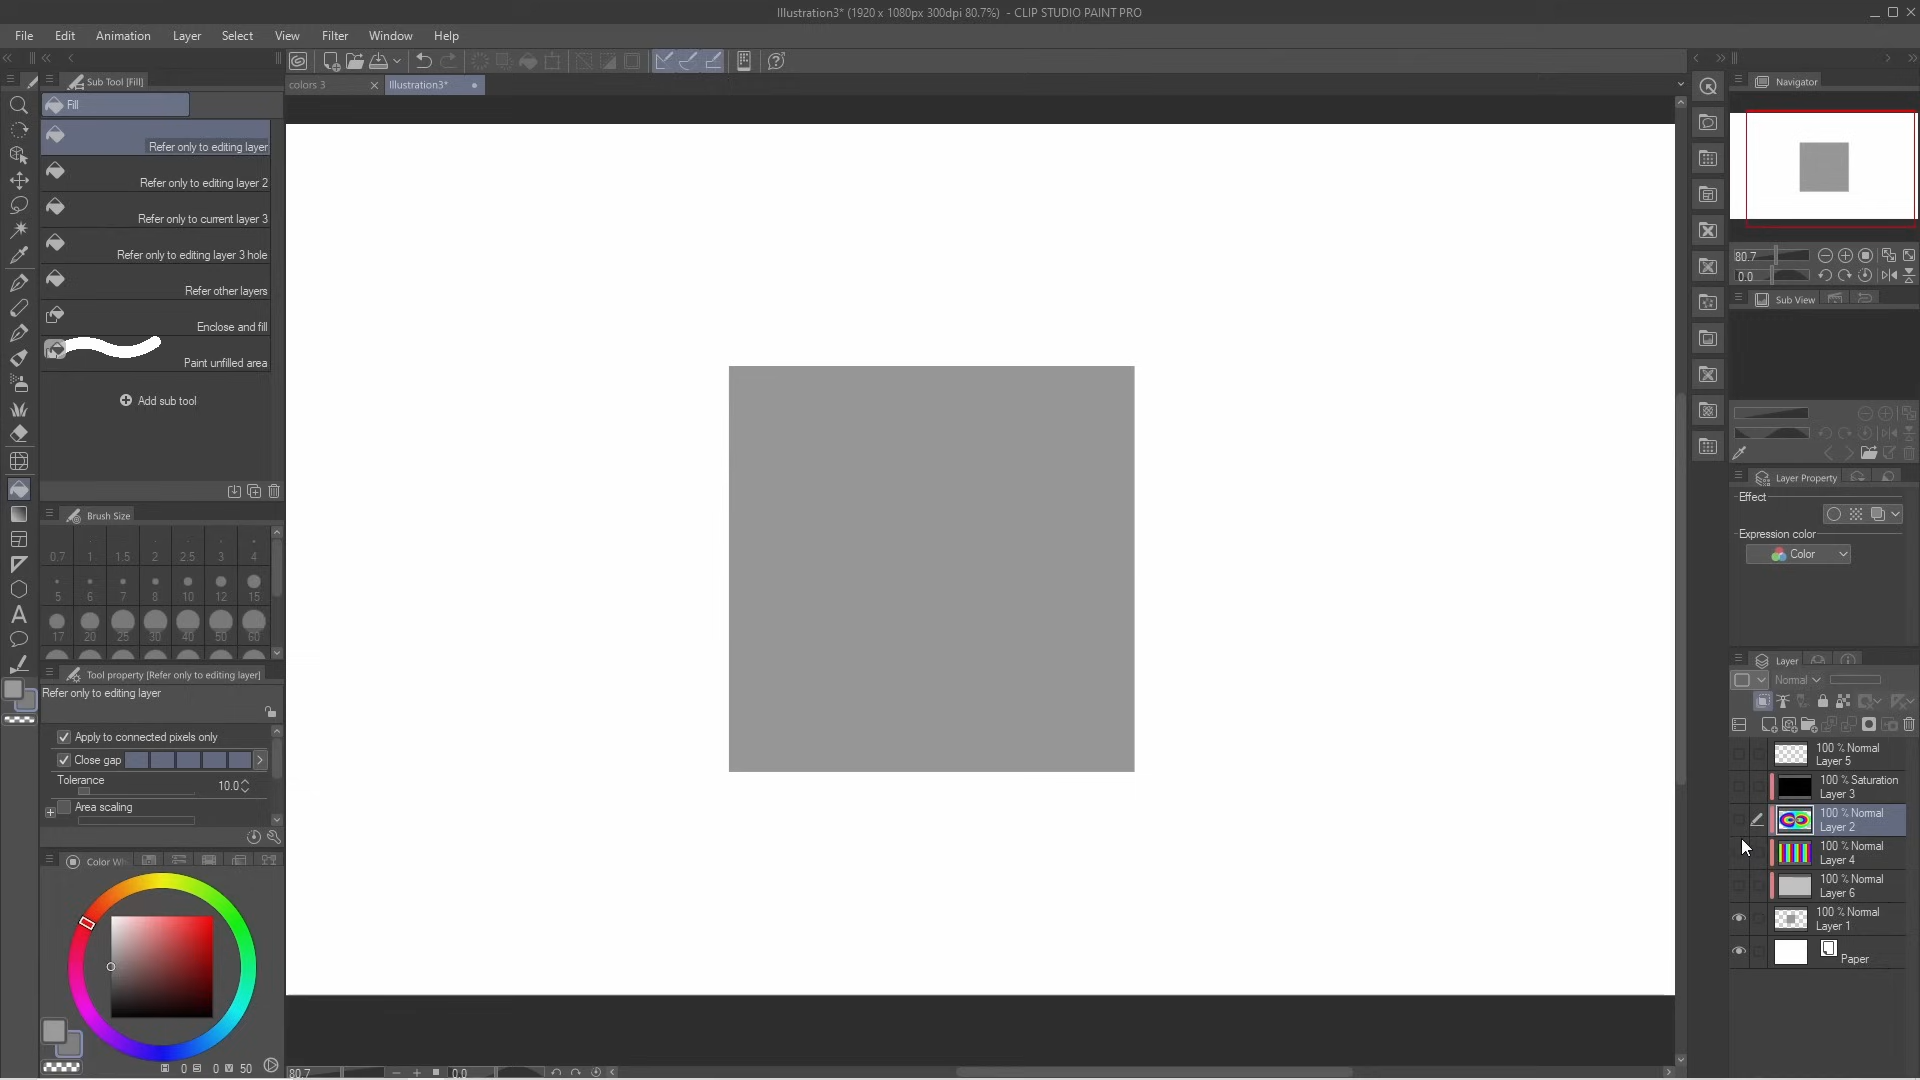 Illustration3* (1920 x 1080px 300dpi 80.7%) - CLIP STUDIO PAINT PRO
File Edit Animation Layer Select View Filter Window Help
Sub Tool [Fill]
colors 3
Illustration3*
Navigator
Fill
Refer only to editing layer
Refer only to editing layer 2
Refer only to current layer 3
Refer only to editing layer 3 hole
Refer other layers
Enclose and fill
Paint unfilled area
Add sub tool
80.7
0.0
Sub View
Layer Property
Effect
Expression color
Color
Brush Size
0.7 1 1.5 2 2.5 3 4
5 6 7 8 10 12 15
17 20 25 30 40 50 60
Tool property [Refer only to editing layer]
Refer only to editing layer
Apply to connected pixels only
Close gap
Tolerance
10.0
Area scaling
Layer
Normal
100 % Normal
Layer 5
100 % Saturation
Layer 3
100 % Normal
Layer 2
100 % Normal
Layer 4
100 % Normal
Layer 6
100 % Normal
Layer 1
Paper
Color Wh
H 0 S 0 V 50
80.7
0.0